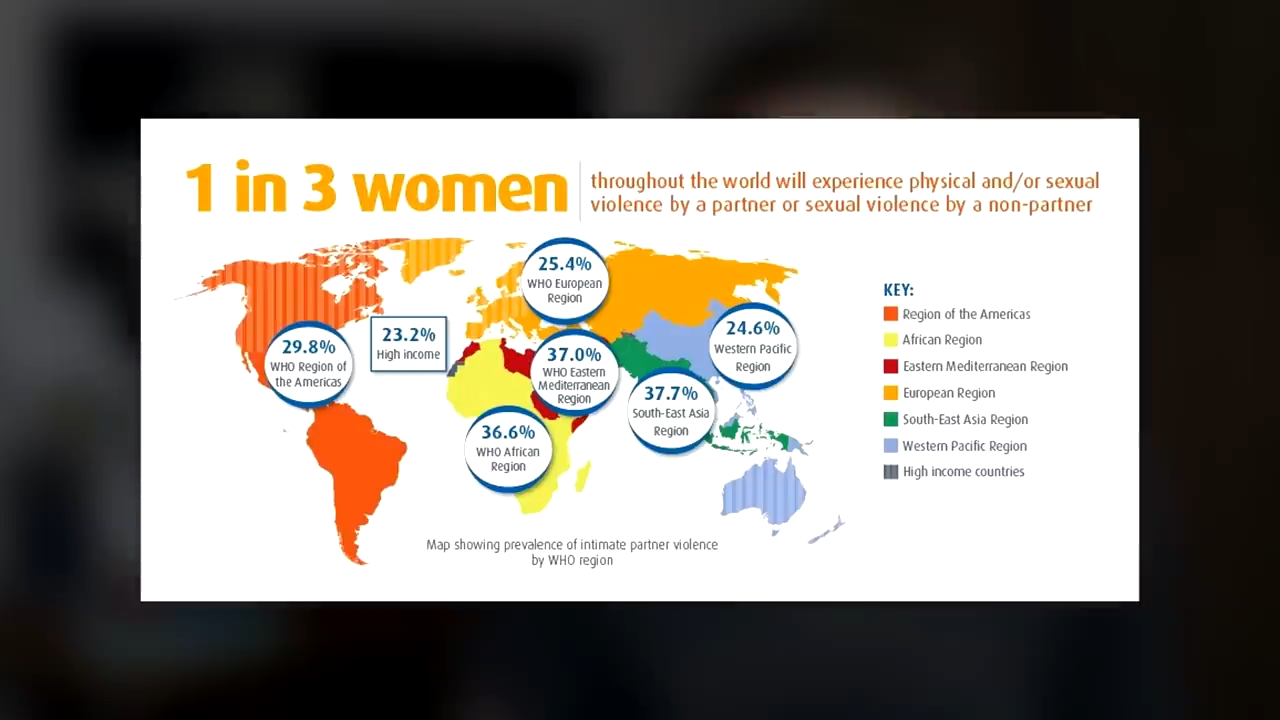 1 in 3 women
throughout the world will experience physical and/or sexual
violence by a partner or sexual violence by a non-partner
25.4%
WHO European
Region
29.8%
WHO Region of
the Americas
23.2%
High income
37.0%
WHO Eastern
Mediterranean
Region
24.6%
Western Pacific
Region
37.7%
South-East Asia
Region
36.6%
WHO African
Region
KEY:
Region of the Americas
African Region
Eastern Mediterranean Region
European Region
South-East Asia Region
Western Pacific Region
High income countries
Map showing prevalence of intimate partner violence
by WHO region